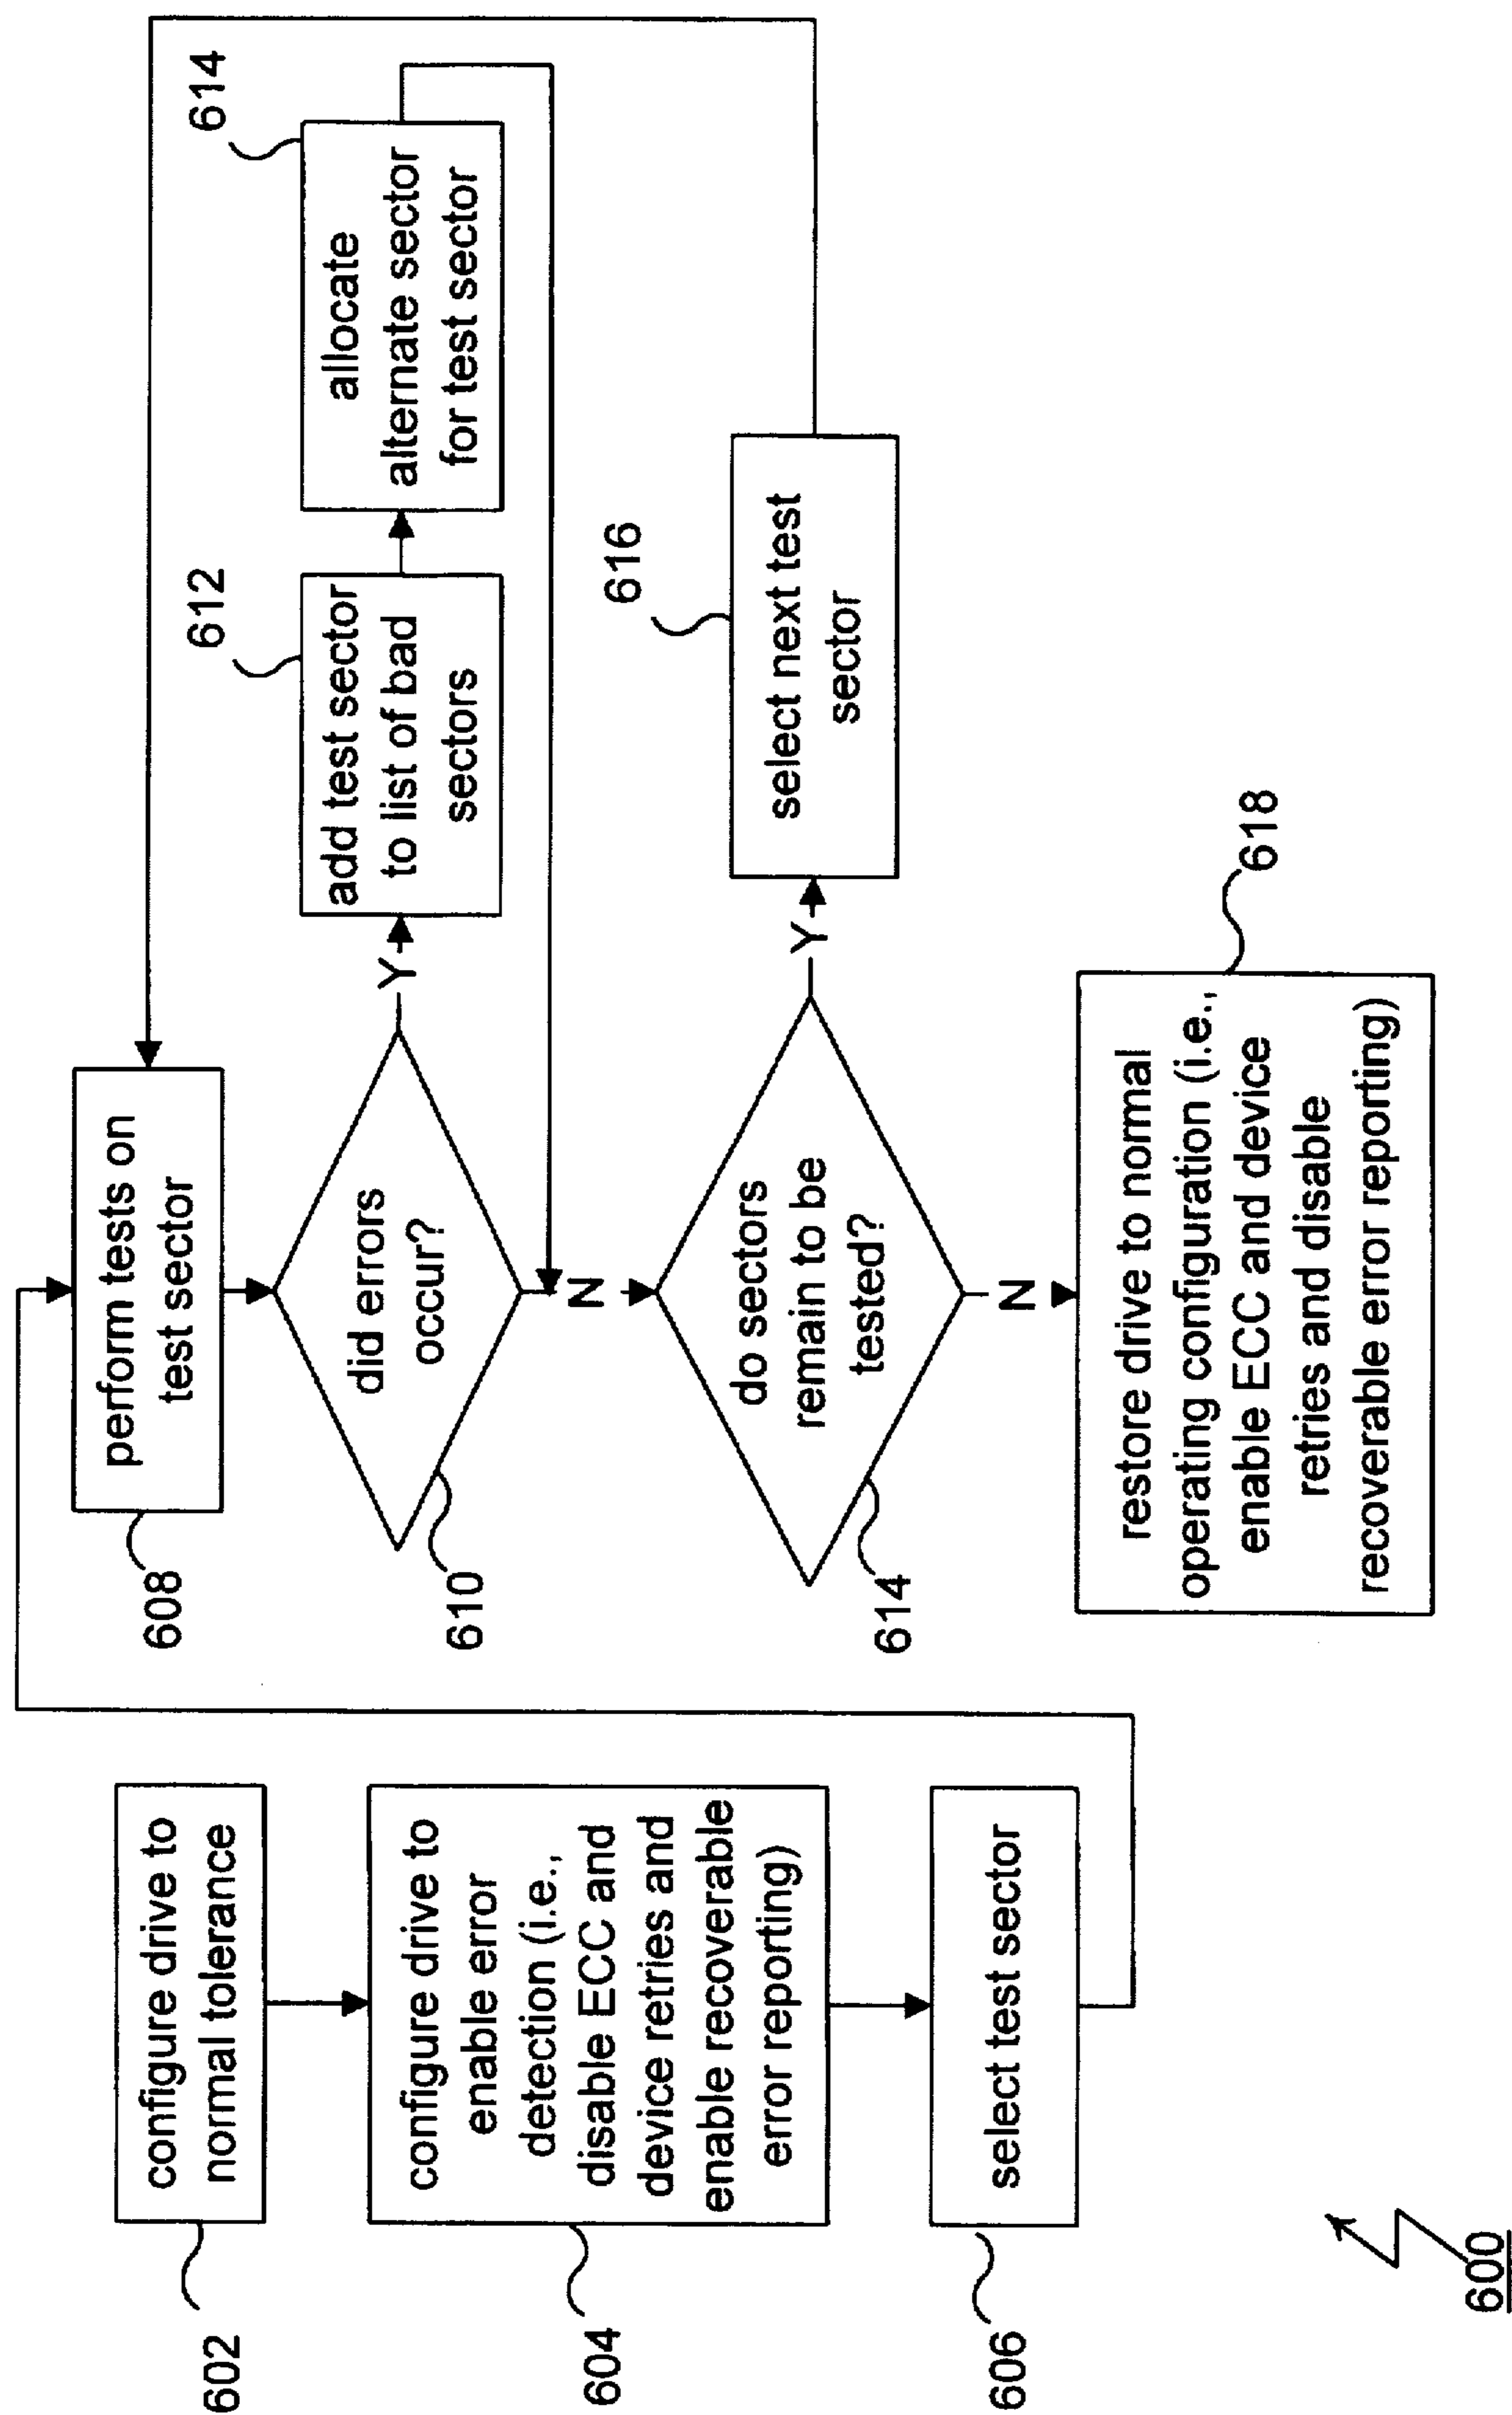 602
configure drive to
normal tolerance
604
configure drive to
enable error
detection (i.e.,
disable ECC and
device retries and
enable recoverable
error reporting)
606
select test sector
600
608
perform tests on
test sector
610
did errors
occur?
Y
N
612
add test sector
to list of bad
sectors
614
allocate
alternate sector
for test sector
614
do sectors
remain to be
tested?
Y
N
616
select next test
sector
618
restore drive to normal
operating configuration (i.e.,
enable ECC and device
retries and disable
recoverable error reporting)